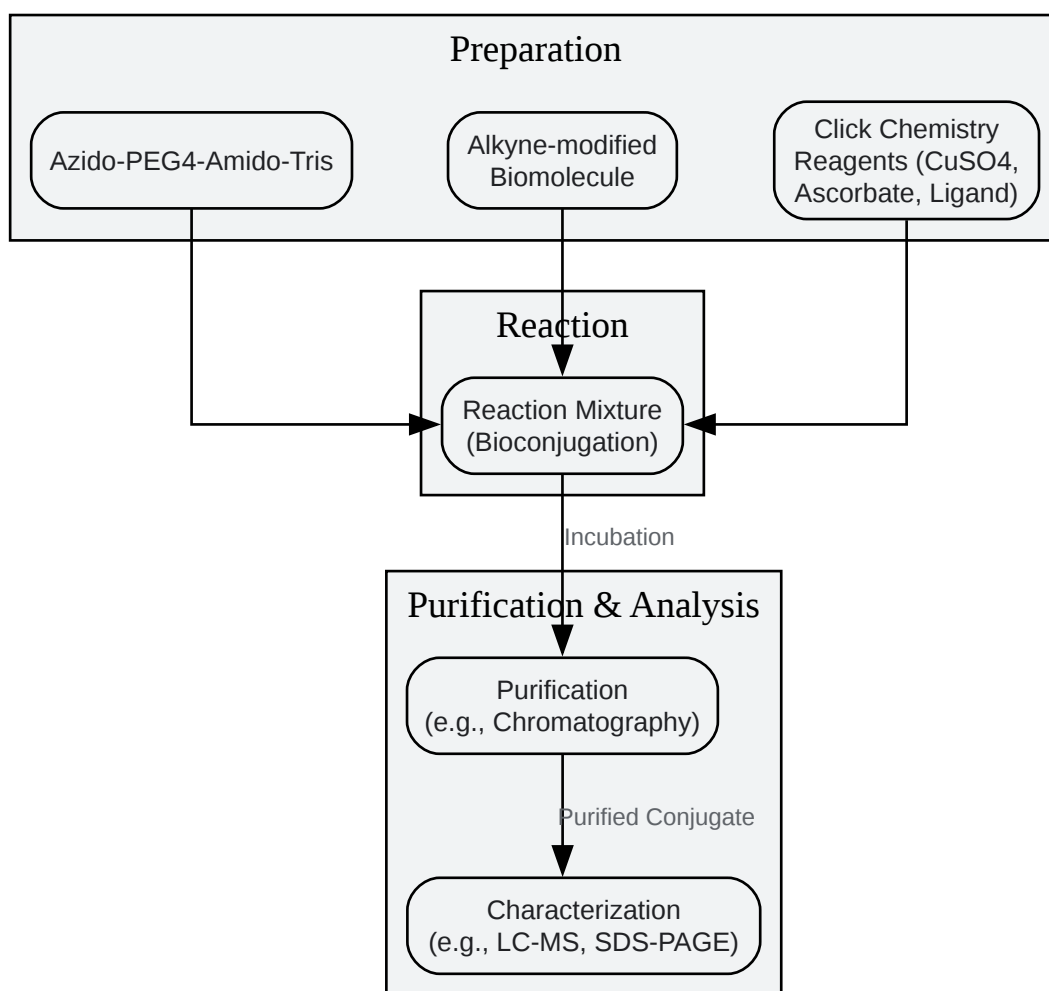 Preparation
Azido-PEG4-Amido-Tris
Alkyne-modified
Biomolecule
Click Chemistry
Reagents (CuSO4,
Ascorbate, Ligand)
Reaction
Reaction Mixture
(Bioconjugation)
Incubation
Purification & Analysis
Purification
(e.g., Chromatography)
Purified Conjugate
Characterization
(e.g., LC-MS, SDS-PAGE)